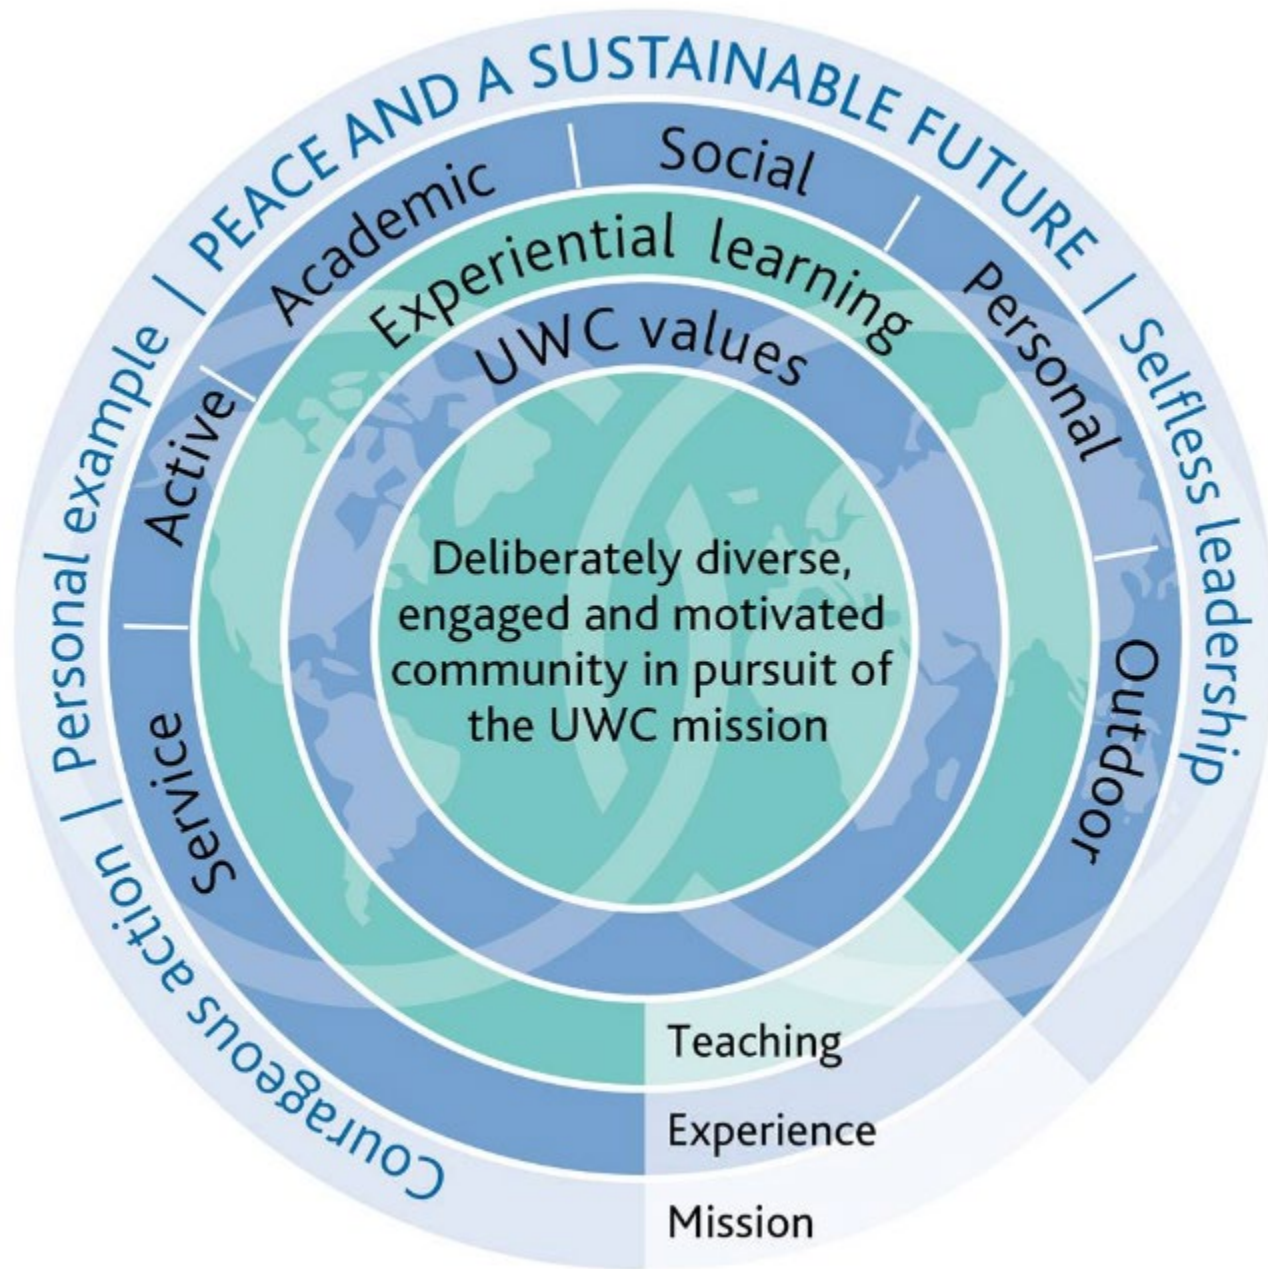 Courageous action | Personal example | PEACE AND A SUSTAINABLE FUTURE | Selfless leadership
Service | Active | Academic | Social | Personal | Outdoor
Experiential learning
UWC values
Deliberately diverse,
engaged and motivated
community in pursuit of
the UWC mission
Teaching
Experience
Mission